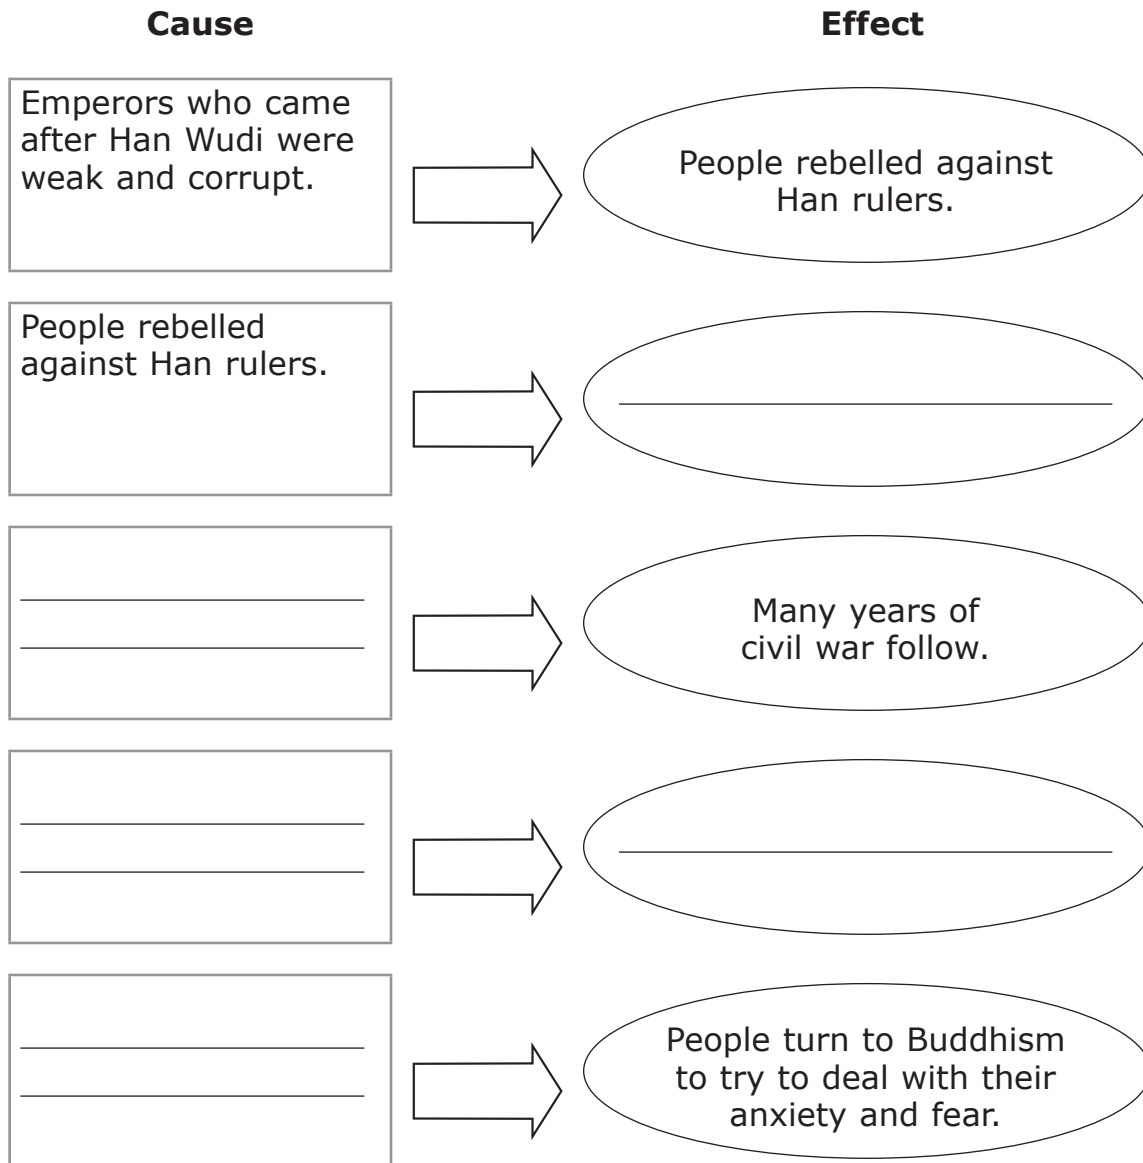 Cause
Effect
Emperors who came
after Han Wudi were
weak and corrupt.
People rebelled against
Han rulers.
People rebelled
against Han rulers.
Many years of
civil war follow.
People turn to Buddhism
to try to deal with their
anxiety and fear.